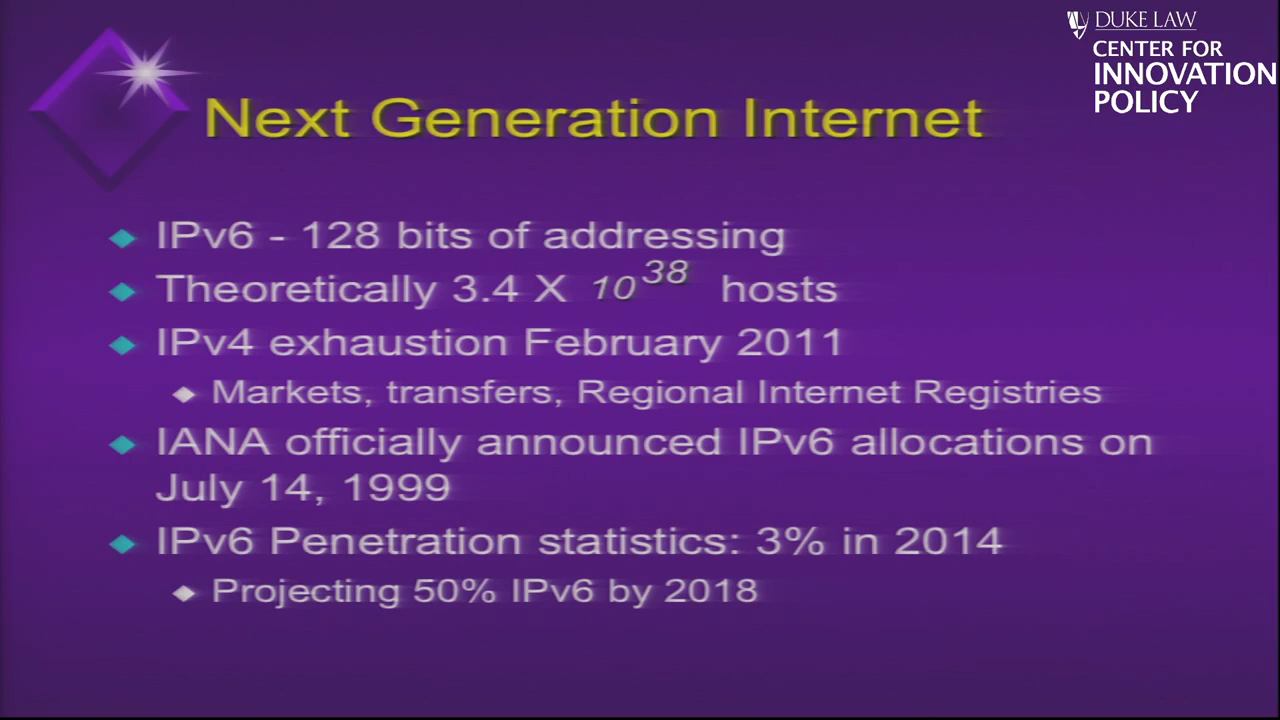 DUKE LAW
CENTER FOR
INNOVATION
POLICY
Next Generation Internet
IPv6 - 128 bits of addressing
Theoretically 3.4 X 10^38 hosts
IPv4 exhaustion February 2011
Markets, transfers, Regional Internet Registries
IANA officially announced IPv6 allocations on
July 14, 1999
IPv6 Penetration statistics: 3% in 2014
Projecting 50% IPv6 by 2018